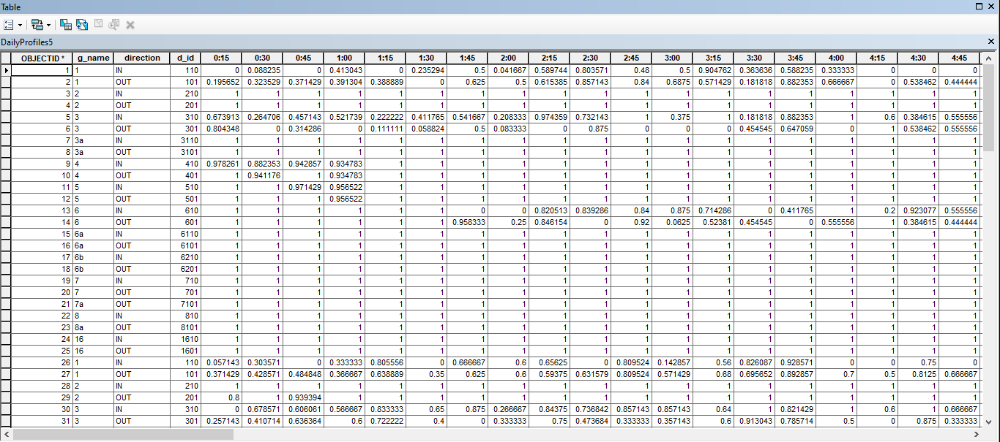 Table
DailyProfiles5
OBJECTID * g_name direction d_id 0:15 0:30 0:45 1:00 1:15 1:30 1:45 2:00 2:15 2:30 2:45 3:00 3:15 3:30 3:45 4:00 4:15 4:30 4:45
1 1 IN 110 0 0.088235 0 0.413043 0 0.235294 0.5 0.041667 0.589744 0.803571 0.48 0.5 0.904762 0.363636 0.588235 0.333333 0 0 0
2 1 OUT 101 0.195652 0.323529 0.371429 0.391304 0.388889 0 0.625 0.5 0.615385 0.857143 0.84 0.6875 0.571429 0.181818 0.882353 0.666667 0 0.538462 0.444444
3 2 IN 210 1 1 1 1 1 1 1 1 1 1 1 1 1 1 1 1 1 1 1
4 2 OUT 201 1 1 1 1 1 1 1 1 1 1 1 1 1 1 1 1 1 1 1
5 3 IN 310 0.673913 0.264706 0.457143 0.521739 0.222222 0.411765 0.541667 0.208333 0.974359 0.732143 1 0.375 1 0.181818 0.882353 1 0.6 0.384615 0.555556
6 3 OUT 301 0.804348 0 0.314286 0 0.111111 0.058824 0.5 0.083333 0 0.875 0 0 0 0.454545 0.647059 0 1 0.538462 0.555556
7 3a IN 3110 1 1 1 1 1 1 1 1 1 1 1 1 1 1 1 1 1 1 1
8 3a OUT 3101 1 1 1 1 1 1 1 1 1 1 1 1 1 1 1 1 1 1 1
9 4 IN 410 0.978261 0.882353 0.942857 0.934783 1 1 1 1 1 1 1 1 1 1 1 1 1 1 1
10 4 OUT 401 1 0.941176 1 0.934783 1 1 1 1 1 1 1 1 1 1 1 1 1 1 1
11 5 IN 510 1 1 0.971429 0.956522 1 1 1 1 1 1 1 1 1 1 1 1 1 1 1
12 5 OUT 501 1 1 1 0.956522 1 1 1 1 1 1 1 1 1 1 1 1 1 1 1
13 6 IN 610 1 1 1 1 1 1 0 0 0.820513 0.839286 0.84 0.875 0.714286 0 0.411765 1 0.2 0.923077 0.555556
14 6 OUT 601 1 1 1 1 1 1 0.958333 0.25 0.846154 0 0.92 0.0625 0.52381 0.454545 0 0.555556 1 0.384615 0.444444
15 6a IN 6110 1 1 1 1 1 1 1 1 1 1 1 1 1 1 1 1 1 1 1
16 6a OUT 6101 1 1 1 1 1 1 1 1 1 1 1 1 1 1 1 1 1 1 1
17 6b IN 6210 1 1 1 1 1 1 1 1 1 1 1 1 1 1 1 1 1 1 1
18 6b OUT 6201 1 1 1 1 1 1 1 1 1 1 1 1 1 1 1 1 1 1 1
19 7 IN 710 1 1 1 1 1 1 1 1 1 1 1 1 1 1 1 1 1 1 1
20 7 OUT 701 1 1 1 1 1 1 1 1 1 1 1 1 1 1 1 1 1 1 1
21 7a OUT 7101 1 1 1 1 1 1 1 1 1 1 1 1 1 1 1 1 1 1 1
22 8 IN 810 1 1 1 1 1 1 1 1 1 1 1 1 1 1 1 1 1 1 1
23 8a OUT 8101 1 1 1 1 1 1 1 1 1 1 1 1 1 1 1 1 1 1 1
24 16 IN 1610 1 1 1 1 1 1 1 1 1 1 1 1 1 1 1 1 1 1 1
25 16 OUT 1601 1 1 1 1 1 1 1 1 1 1 1 1 1 1 1 1 1 1 1
26 1 IN 110 0.057143 0.303571 0 0.333333 0.805556 0 0.666667 0.6 0.65625 0 0.809524 0.142857 0.56 0.826087 0.928571 0 0 0.75 0
27 1 OUT 101 0.371429 0.428571 0.484848 0.366667 0.638889 0.35 0.625 0.6 0.59375 0.631579 0.809524 0.571429 0.68 0.695652 0.892857 0.7 0.5 0.8125 0.666667
28 2 IN 210 1 1 1 1 1 1 1 1 1 1 1 1 1 1 1 1 1 1 1
29 2 OUT 201 0.8 1 0.939394 1 1 1 1 1 1 1 1 1 1 1 1 1 1 1 1
30 3 IN 310 0 0.678571 0.606061 0.566667 0.833333 0.65 0.875 0.266667 0.84375 0.736842 0.857143 0.857143 0.64 1 0.821429 1 0.6 1 0.666667
31 3 OUT 301 0.257143 0.410714 0.636364 0.6 0.722222 0.4 0 0.333333 0.75 0.473684 0.333333 0.357143 0.6 0.913043 0.785714 0.5 0 0.875 0.333333